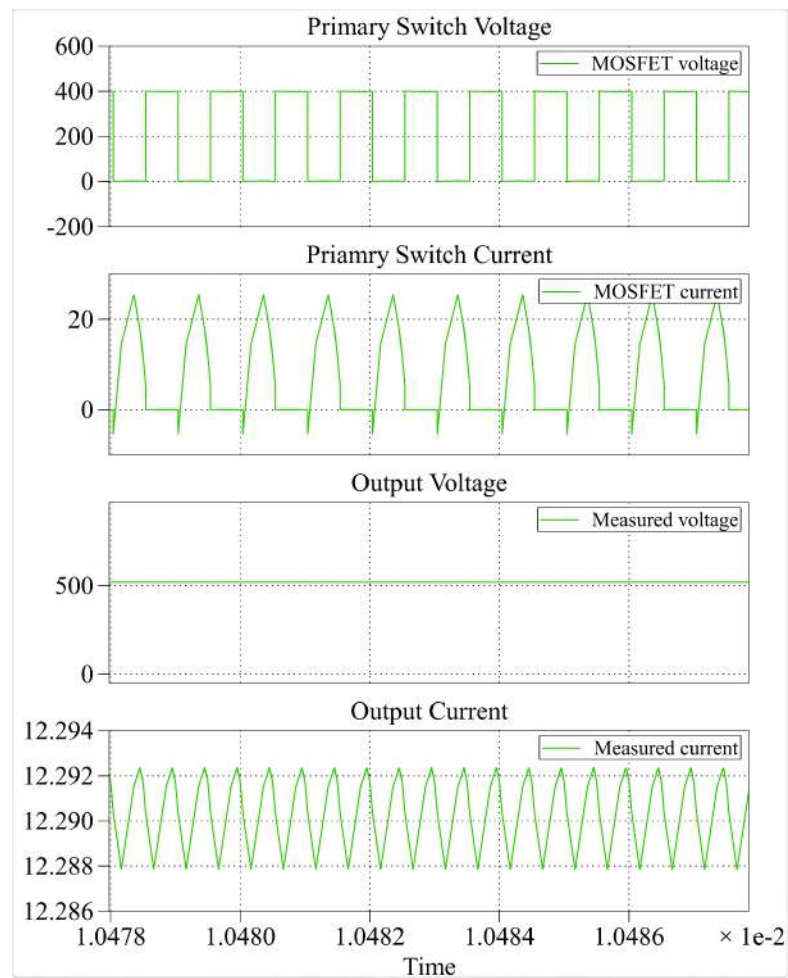 Primary Switch Voltage
600
MOSFET voltage
400
200
0
-200
Priamry Switch Current
MOSFET current
20
0
Output Voltage
Measured voltage
500
0
Output Current
12.294
Measured current
12.292
12.290
12.288
12.286
1.0478 1.0480 1.0482 1.0484 1.0486 × 1e-2
Time